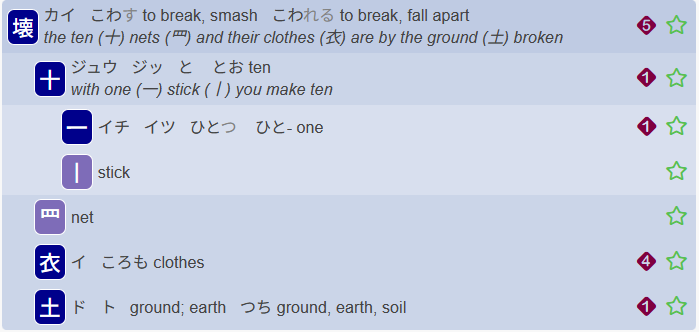 壊 カイ こわす to break, smash こわれる to break, fall apart 5
the ten (十) nets (罒) and their clothes (衣) are by the ground (土) broken
十 ジュウ ジッ と とお ten 1
with one (一) stick (丨) you make ten
一 イチ イツ ひとつ ひと- one 1
丨 stick
罒 net
衣 イ ころも clothes 4
土 ド ト ground; earth つち ground, earth, soil 1